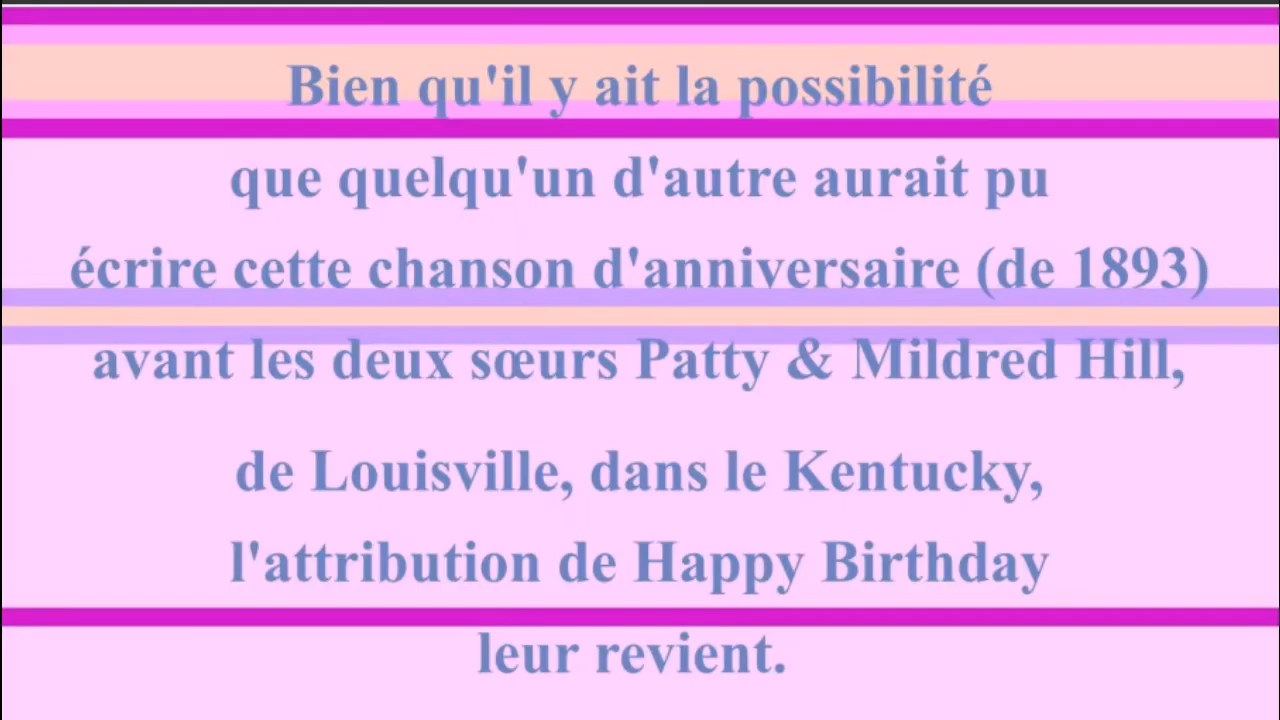 Bien qu'il y ait la possibilité
que quelqu'un d'autre aurait pu
écrire cette chanson d'anniversaire (de 1893)
avant les deux sœurs Patty & Mildred Hill,
de Louisville, dans le Kentucky,
l'attribution de Happy Birthday
leur revient.